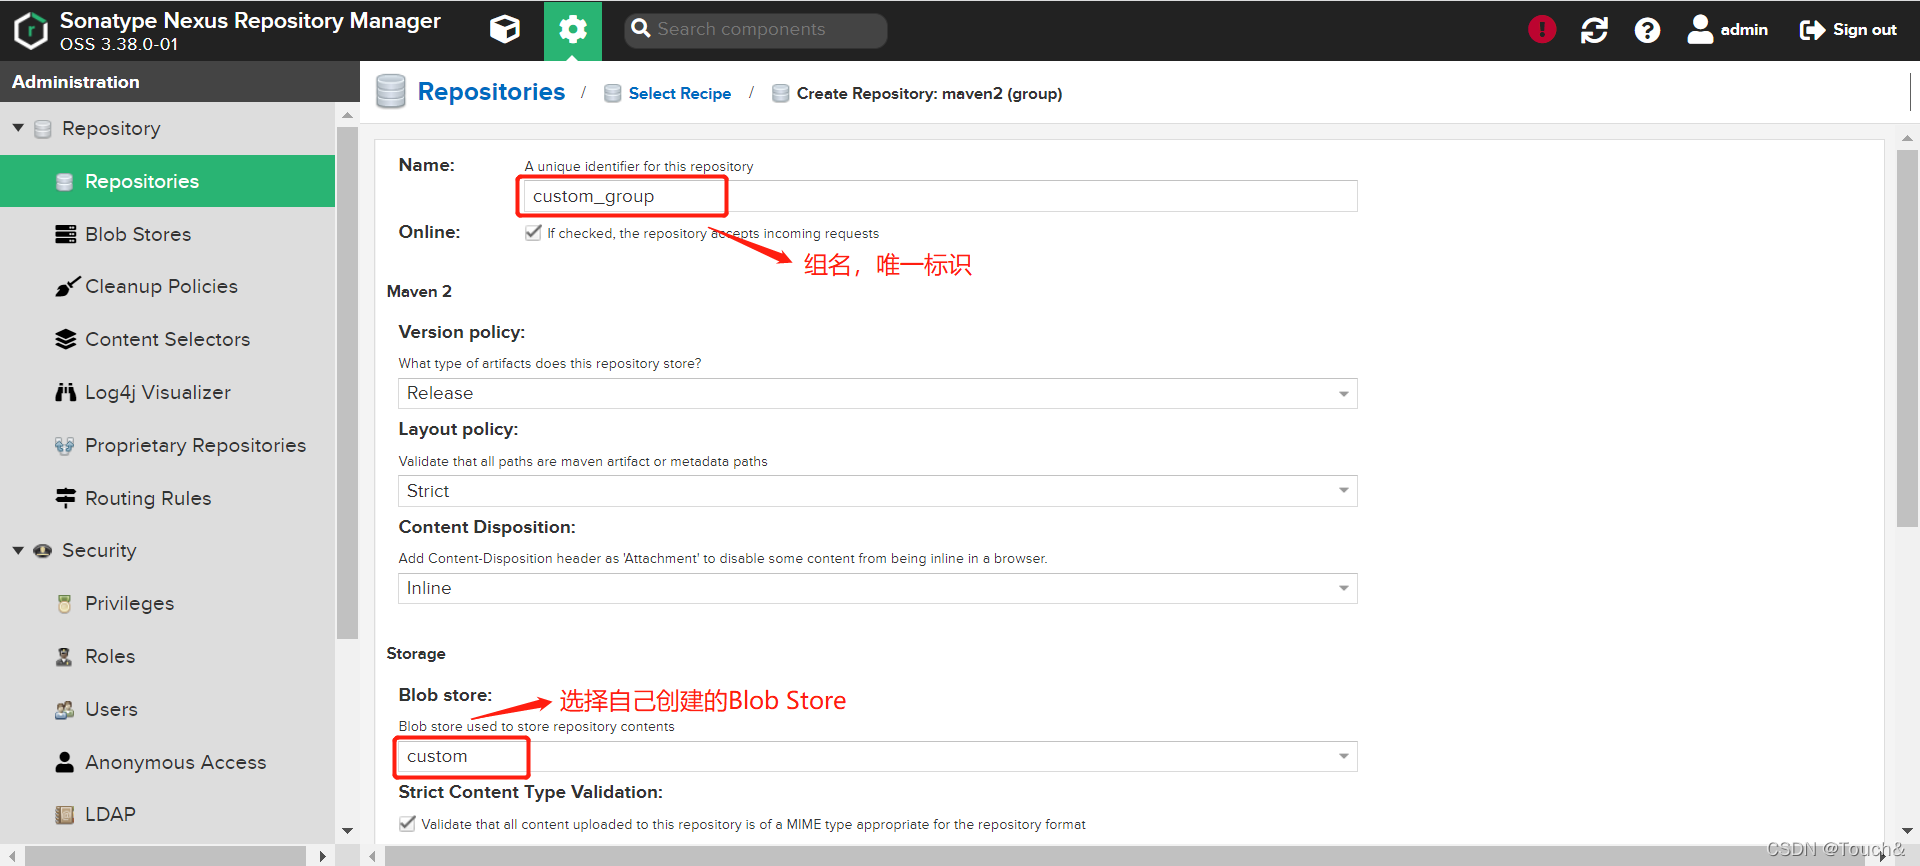 Sonatype Nexus Repository Manager
OSS 3.38.0-01
Search components
admin
Sign out
Administration
Repository
Repositories
Blob Stores
Cleanup Policies
Content Selectors
Log4j Visualizer
Proprietary Repositories
Routing Rules
Security
Privileges
Roles
Users
Anonymous Access
LDAP
Repositories / Select Recipe / Create Repository: maven2 (group)
Name:
A unique identifier for this repository
custom_group
Online:
If checked, the repository accepts incoming requests
组名，唯一标识
Maven 2
Version policy:
What type of artifacts does this repository store?
Release
Layout policy:
Validate that all paths are maven artifact or metadata paths
Strict
Content Disposition:
Add Content-Disposition header as 'Attachment' to disable some content from being inline in a browser.
Inline
Storage
Blob store:
选择自己创建的Blob Store
Blob store used to store repository contents
custom
Strict Content Type Validation:
Validate that all content uploaded to this repository is of a MIME type appropriate for the repository format
CSDN @Touch&